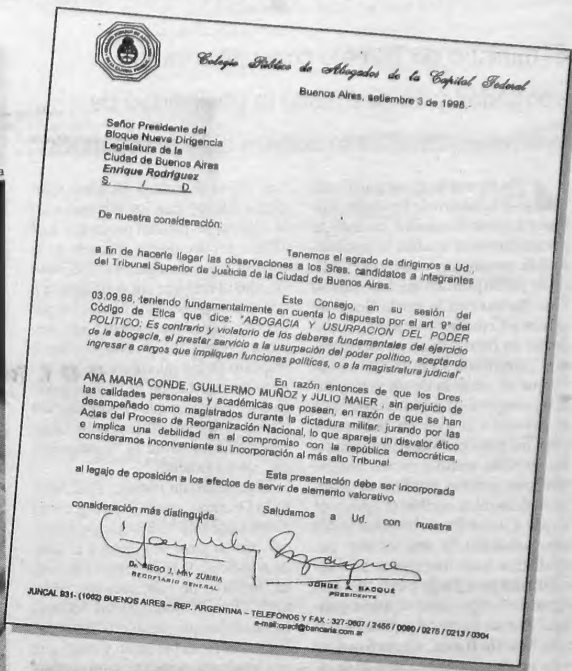 Colegio Público de Abogados de la Capital Federal
Buenos Aires, setiembre 3 de 1998.
Señor Presidente del
Bloque Nueva Dirigencia
Legislatura de la
Ciudad de Buenos Aires
Enrique Rodríguez
S. / D.
De nuestra consideración:
Tenemos el agrado de dirigirnos a Ud.,
a fin de hacerle llegar las observaciones a los Sres. candidatos a integrantes
del Tribunal Superior de Justicia de la Ciudad de Buenos Aires.
Este Consejo, en su sesión del
03.09.98, teniendo fundamentalmente en cuenta lo dispuesto por el art. 9º del
Código de Etica que dice: "ABOGACIA Y USURPACION DEL PODER
POLITICO: Es contrario y violatorio de los deberes fundamentales del ejercicio
de la abogacía, el prestar servicio a la usurpación del poder político, aceptando
ingresar a cargos que impliquen funciones políticas, o a la magistratura judicial".
En razón entonces de que los Dres.
ANA MARIA CONDE, GUILLERMO MUÑOZ y JULIO MAIER, sin perjuicio de
las calidades personales y académicas que posean, en razón de que se han
desempeñado como magistrados durante la dictadura militar, jurando por las
Actas del Proceso de Reorganización Nacional, lo que apareja un disvalor ético
e implica una debilidad en el compromiso con la república democrática,
consideramos inconveniente su incorporación al más alto Tribunal.
Esta presentación debe ser incorporada
al legajo de oposición a los efectos de servir de elemento valorativo.
Saludamos a Ud. con nuestra
consideración más distinguida.
Dr. DIEGO J. MAY ZUBIRIA
SECRETARIO GENERAL
JORGE A. BACQUE
PRESIDENTE
JUNCAL 931- (1062) BUENOS AIRES – REP. ARGENTINA – TELEFONOS Y FAX : 327-0607 / 2455 / 0060 / 0275 / 0213 / 0304